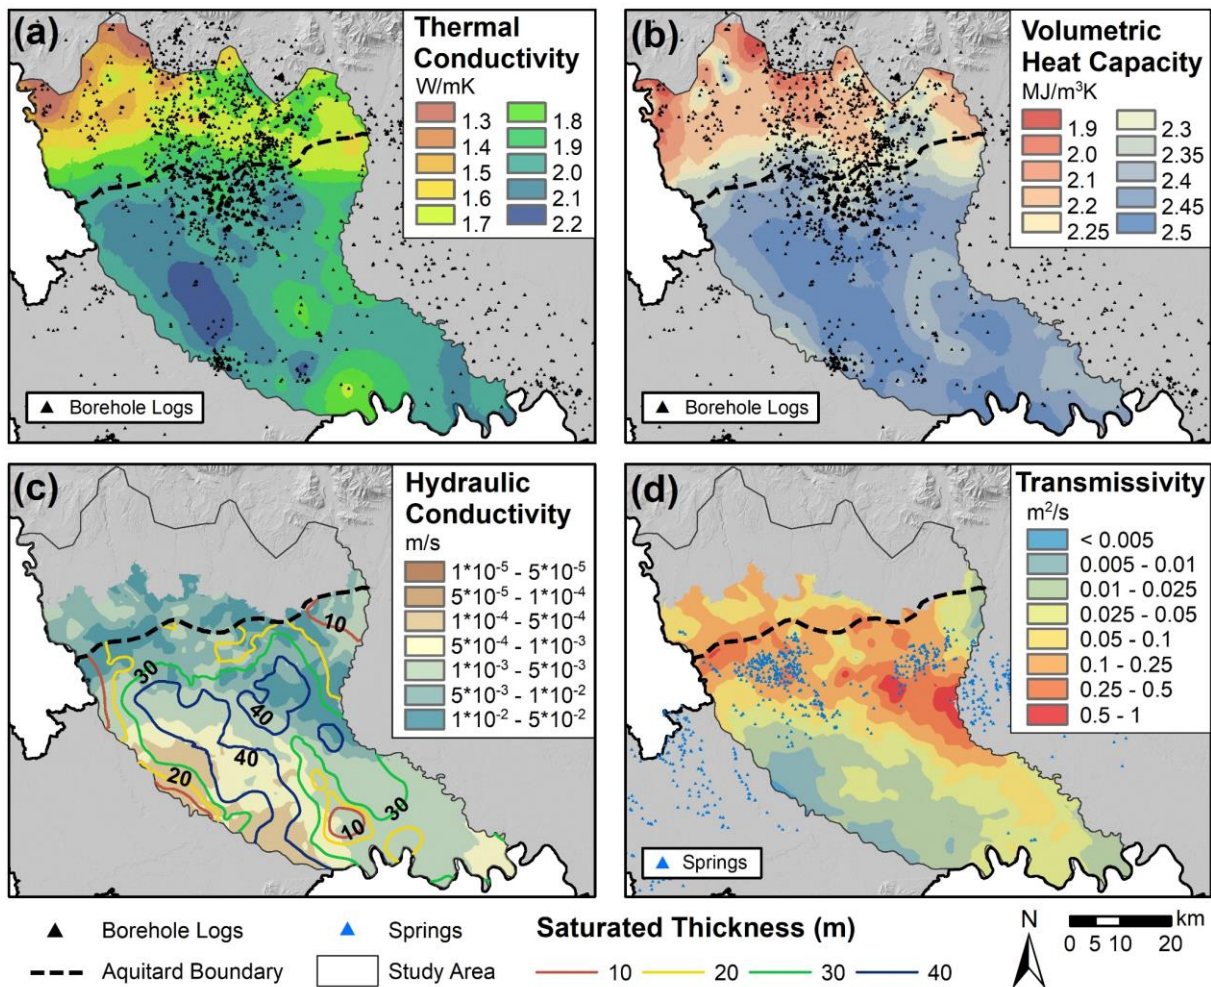 (a)
Thermal
Conductivity
W/mK
1.3 1.8
1.4 1.9
1.5 2.0
1.6 2.1
1.7 2.2
Borehole Logs
(b)
Volumetric
Heat Capacity
MJ/m³K
1.9 2.3
2.0 2.35
2.1 2.4
2.2 2.45
2.25 2.5
Borehole Logs
(c)
Hydraulic
Conductivity
m/s
1*10⁻⁵ - 5*10⁻⁵
5*10⁻⁵ - 1*10⁻⁴
1*10⁻⁴ - 5*10⁻⁴
5*10⁻⁴ - 1*10⁻³
1*10⁻³ - 5*10⁻³
5*10⁻³ - 1*10⁻²
1*10⁻² - 5*10⁻²
10
30
40
40
20
30
10
(d)
Transmissivity
m²/s
< 0.005
0.005 - 0.01
0.01 - 0.025
0.025 - 0.05
0.05 - 0.1
0.1 - 0.25
0.25 - 0.5
0.5 - 1
Springs
Borehole Logs Springs Saturated Thickness (m)
Aquitard Boundary Study Area 10 20 30 40
N
km
0 5 10 20